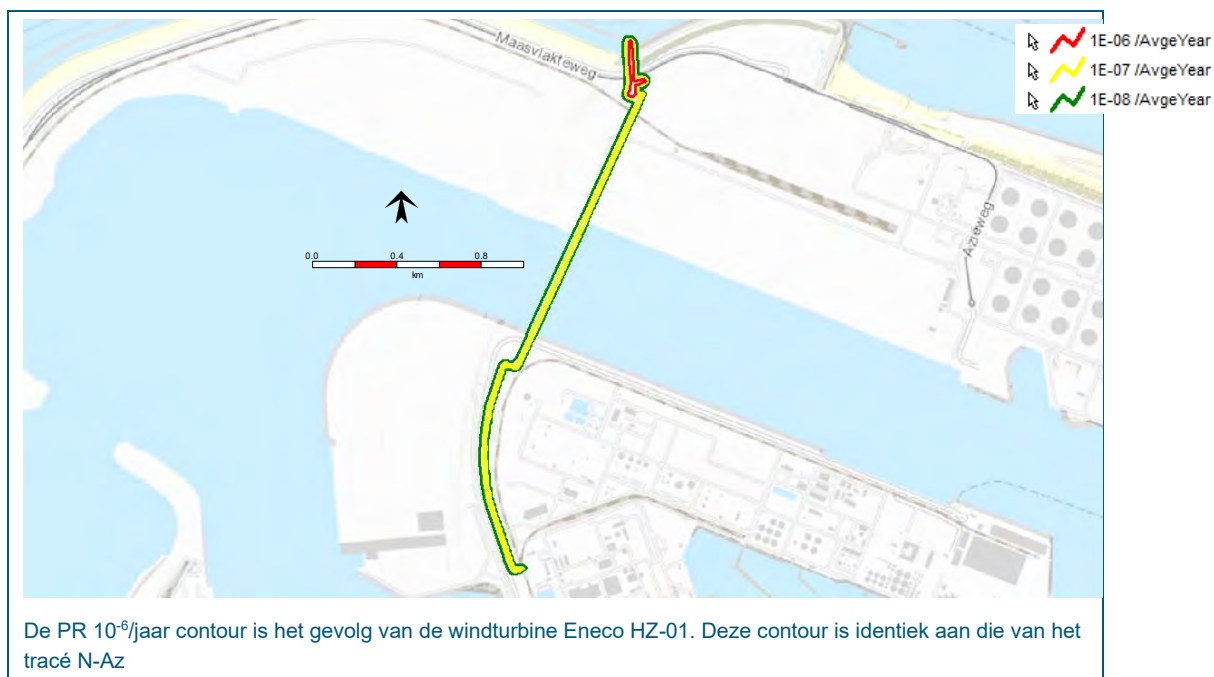 Maasvlakteweg
1E-06 /AvgeYear
1E-07 /AvgeYear
1E-08 /AvgeYear
Azieweg
0.0 0.4 0.8
km
De PR 10⁻⁶/jaar contour is het gevolg van de windturbine Eneco HZ-01. Deze contour is identiek aan die van het
tracé N-Az